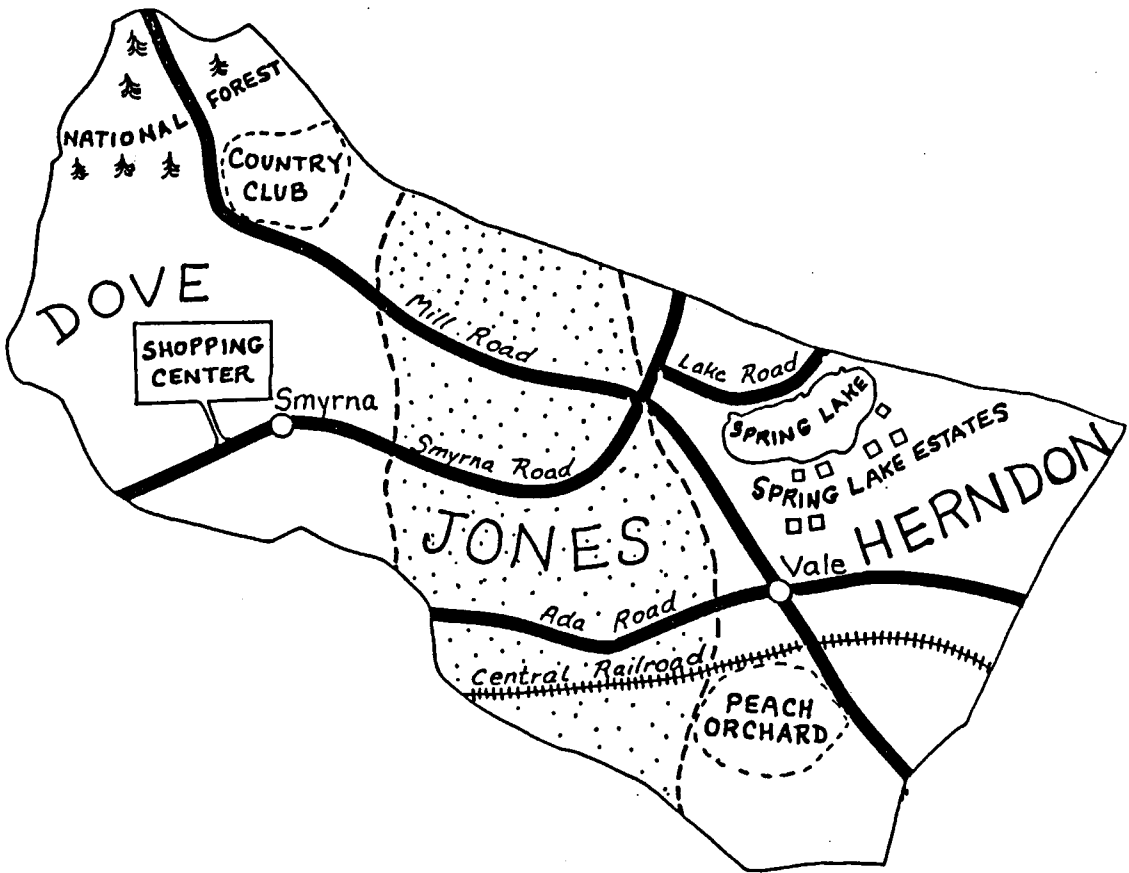 NATIONAL FOREST
COUNTRY
CLUB
DOVE
SHOPPING
CENTER
Smyrna
Mill Road
Lake Road
SPRING LAKE
SPRING LAKE ESTATES
Smyrna Road
JONES
HERNDON
Vale
Ada Road
Central Railroad
PEACH
ORCHARD